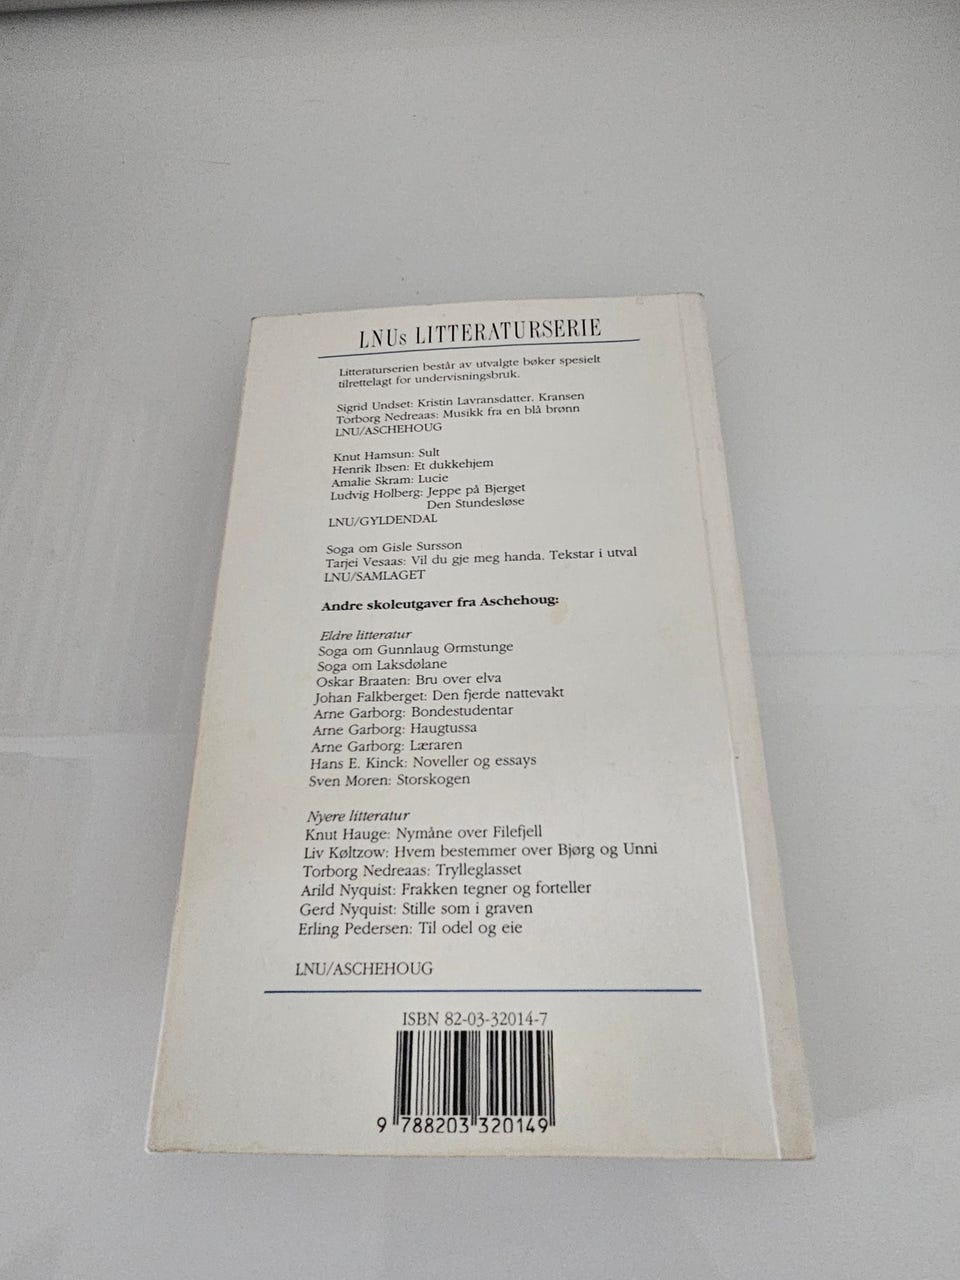 LNUs LITTERATURSERIE
Litteraturserien består av utvalgte bøker spesielt
tilrettelagt for undervisningsbruk.
Sigrid Undset: Kristin Lavransdatter. Kransen
Torborg Nedreaas: Musikk fra en blå brønn
LNU/ASCHEHOUG
Knut Hamsun: Sult
Henrik Ibsen: Et dukkehjem
Amalie Skram: Lucie
Ludvig Holberg: Jeppe på Bjerget
Den Stundesløse
LNU/GYLDENDAL
Soga om Gisle Sursson
Tarjei Vesaas: Vil du gje meg handa. Tekstar i utval
LNU/SAMLAGET
Andre skoleutgaver fra Aschehoug:
Eldre litteratur
Soga om Gunnlaug Ormstunge
Soga om Laksdølane
Oskar Braaten: Bru over elva
Johan Falkberget: Den fjerde nattevakt
Arne Garborg: Bondestudentar
Arne Garborg: Haugtussa
Arne Garborg: Læraren
Hans E. Kinck: Noveller og essays
Sven Moren: Storskogen
Nyere litteratur
Knut Hauge: Nymåne over Filefjell
Liv Køltzow: Hvem bestemmer over Bjørg og Unni
Torborg Nedreaas: Trylleglasset
Arild Nyquist: Frakken tegner og forteller
Gerd Nyquist: Stille som i graven
Erling Pedersen: Til odel og eie
LNU/ASCHEHOUG
ISBN 82-03-32014-7
9 788203 320149